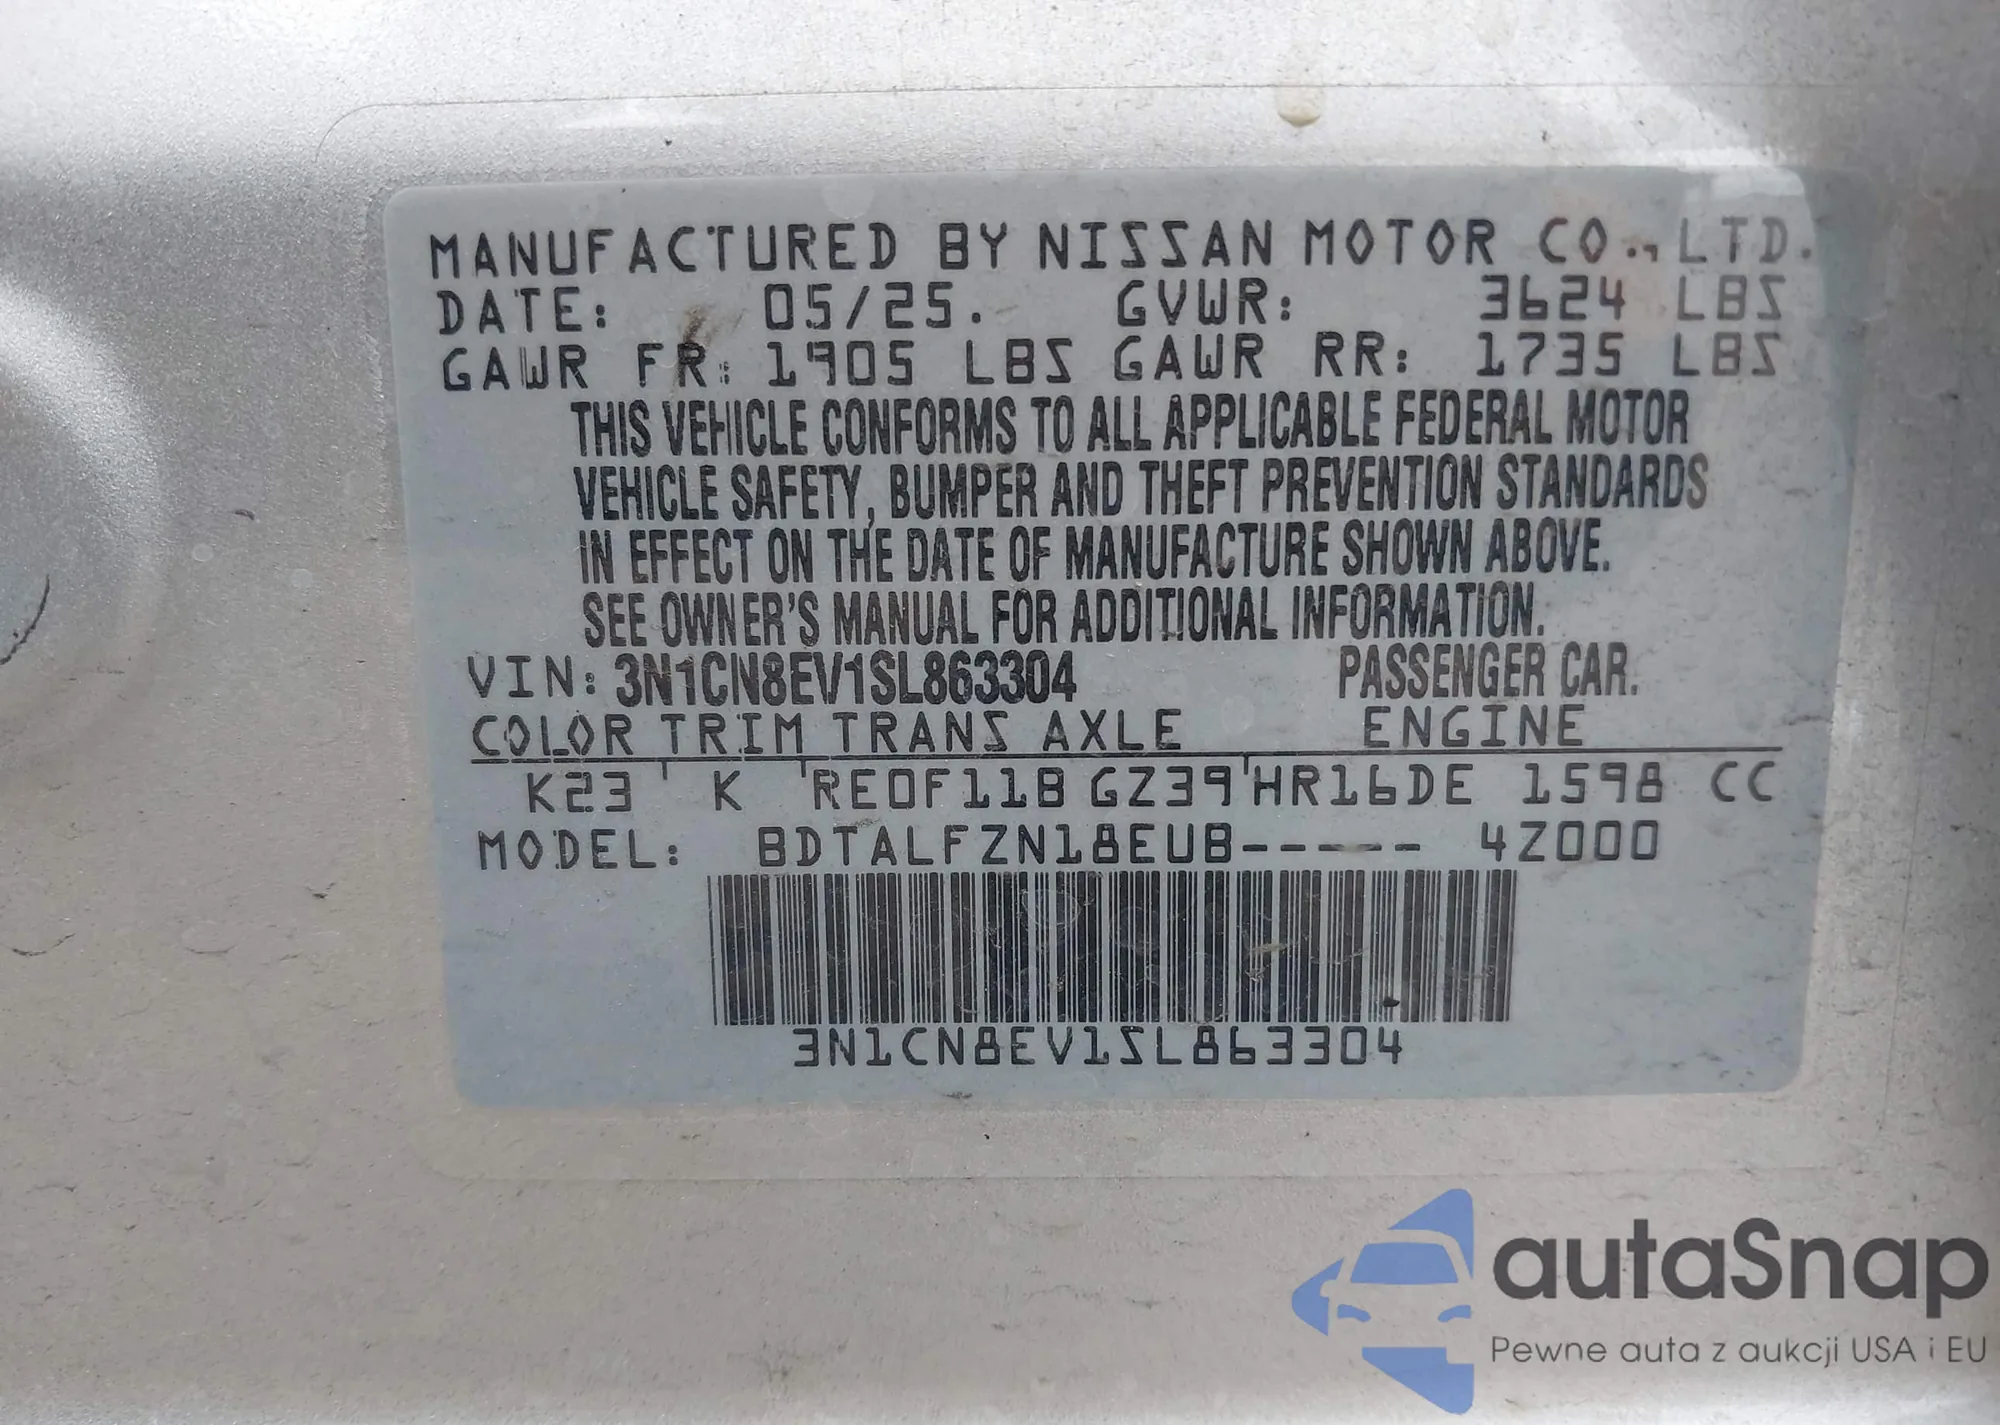 MANUFACTURED BY NISSAN MOTOR CO., LTD.
DATE: 05/25. GVWR: 3624 LBS
GAWR FR: 1905 LBS GAWR RR: 1735 LBS
THIS VEHICLE CONFORMS TO ALL APPLICABLE FEDERAL MOTOR
VEHICLE SAFETY, BUMPER AND THEFT PREVENTION STANDARDS
IN EFFECT ON THE DATE OF MANUFACTURE SHOWN ABOVE.
SEE OWNER'S MANUAL FOR ADDITIONAL INFORMATION.
VIN: 3N1CN8EV1SL863304 PASSENGER CAR.
COLOR TRIM TRANS AXLE ENGINE
K23 K RE0F11B GZ39 HR16DE 1598 CC
MODEL: BDTALFZN18EUB----- 4Z000
3N1CN8EV1SL863304
autaSnap
Pewne auta z aukcji USA i EU